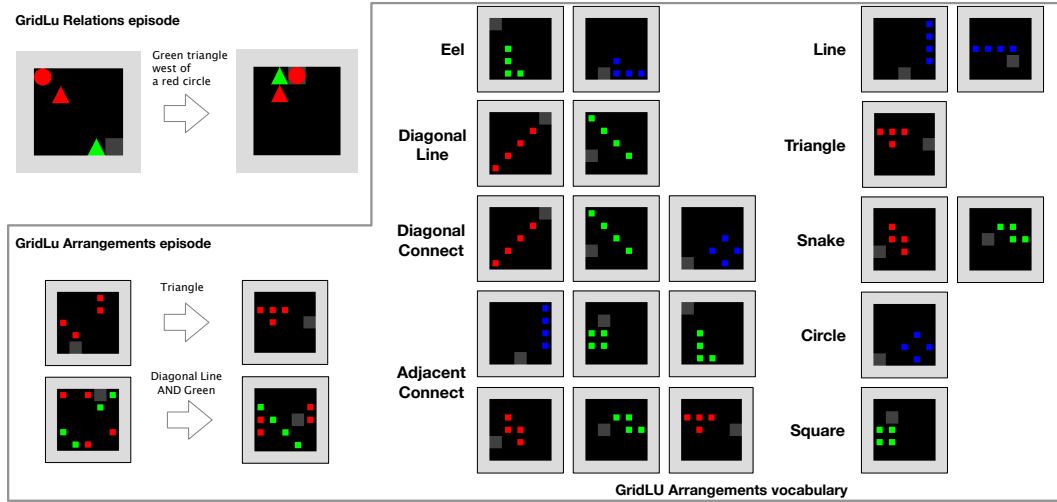 GridLu Relations episode
Green triangle
west of
a red circle
GridLu Arrangements episode
Triangle
Diagonal Line
AND Green
Eel
Diagonal
Line
Diagonal
Connect
Adjacent
Connect
Line
Triangle
Snake
Circle
Square
GridLU Arrangements vocabulary